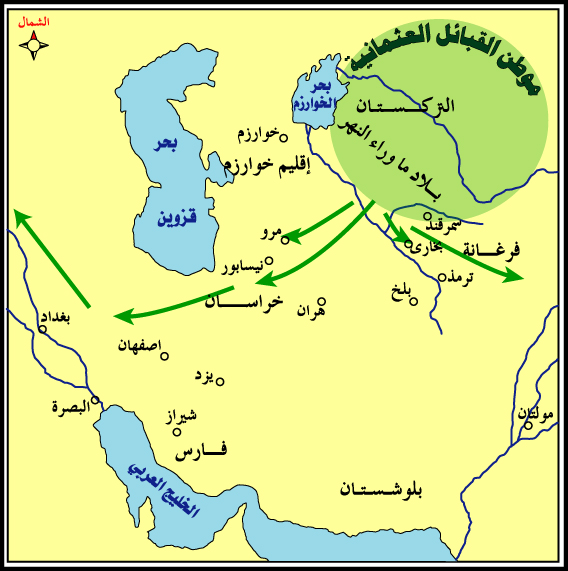 الشمال
موطن القبائل العثمانية
بحر
الخوارزم
التركستان
بلاد ما وراء النهر
خوارزم
إقليم خوارزم
بحر
قزوين
سمرقند
مرو
بخارى
فرغانة
نيسابور
ترمذ
بلخ
خراسان
هران
بغداد
اصفهان
يزد
البصرة
شيراز
مولتان
فارس
الخليج العربي
بلوشستان